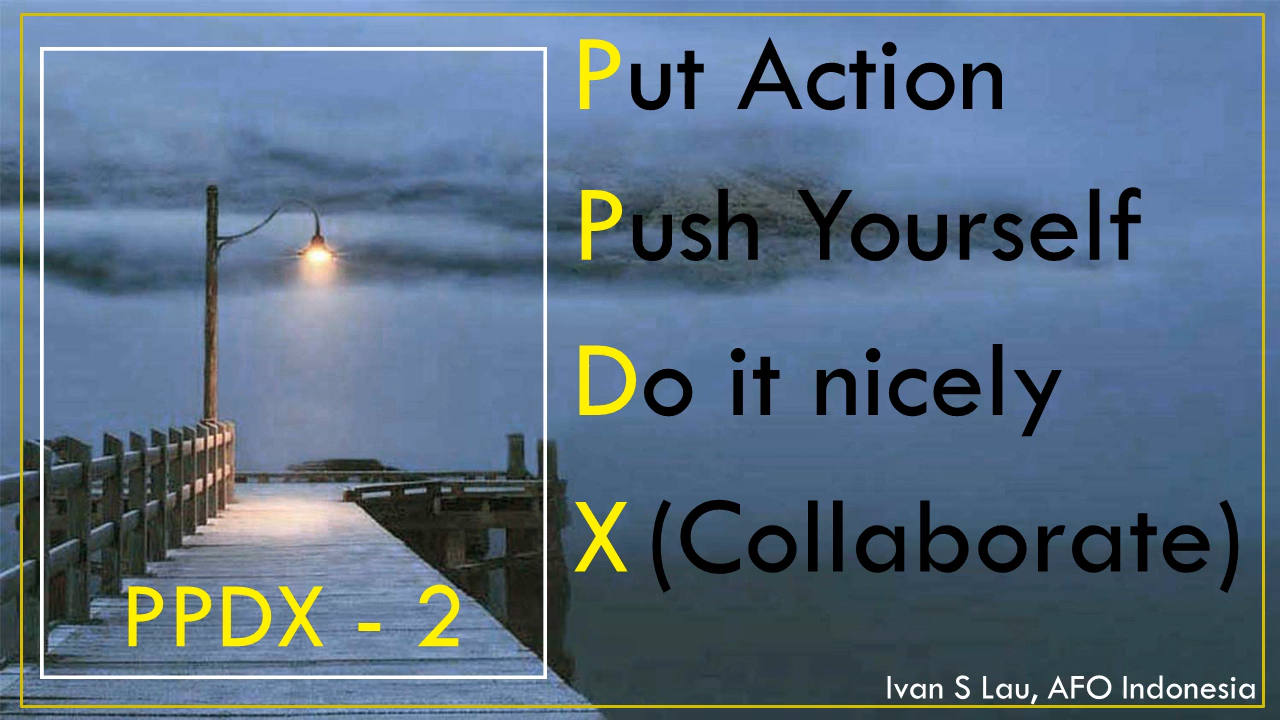 Put Action
Push Yourself
Do it nicely
X (Collaborate)
PPDX - 2
Ivan S Lau, AFO Indonesia